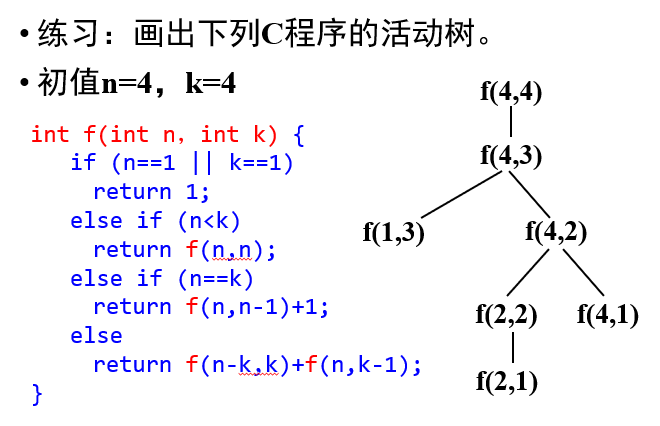 • 练习：画出下列C程序的活动树。
• 初值n=4，k=4
int f(int n, int k) {
if (n==1 || k==1)
return 1;
else if (n<k)
return f(n,n);
else if (n==k)
return f(n,n-1)+1;
else
return f(n-k,k)+f(n,k-1);
}
f(4,4)
f(4,3)
f(1,3) f(4,2)
f(2,2) f(4,1)
f(2,1)